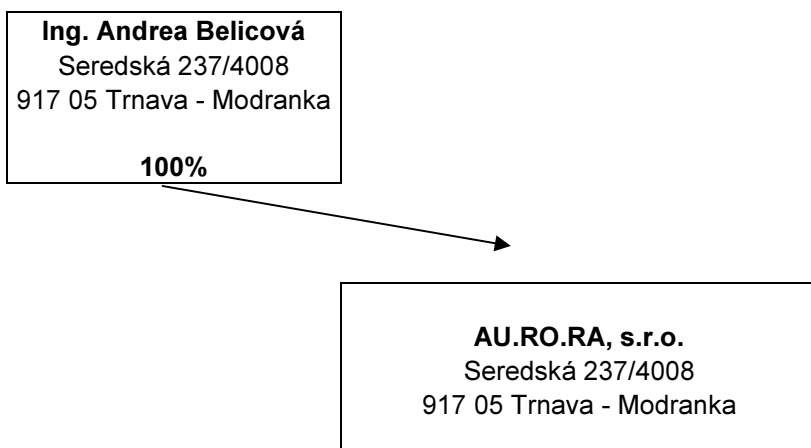 Ing. Andrea Belicová
Seredská 237/4008
917 05 Trnava - Modranka
100%
AU.RO.RA, s.r.o.
Seredská 237/4008
917 05 Trnava - Modranka